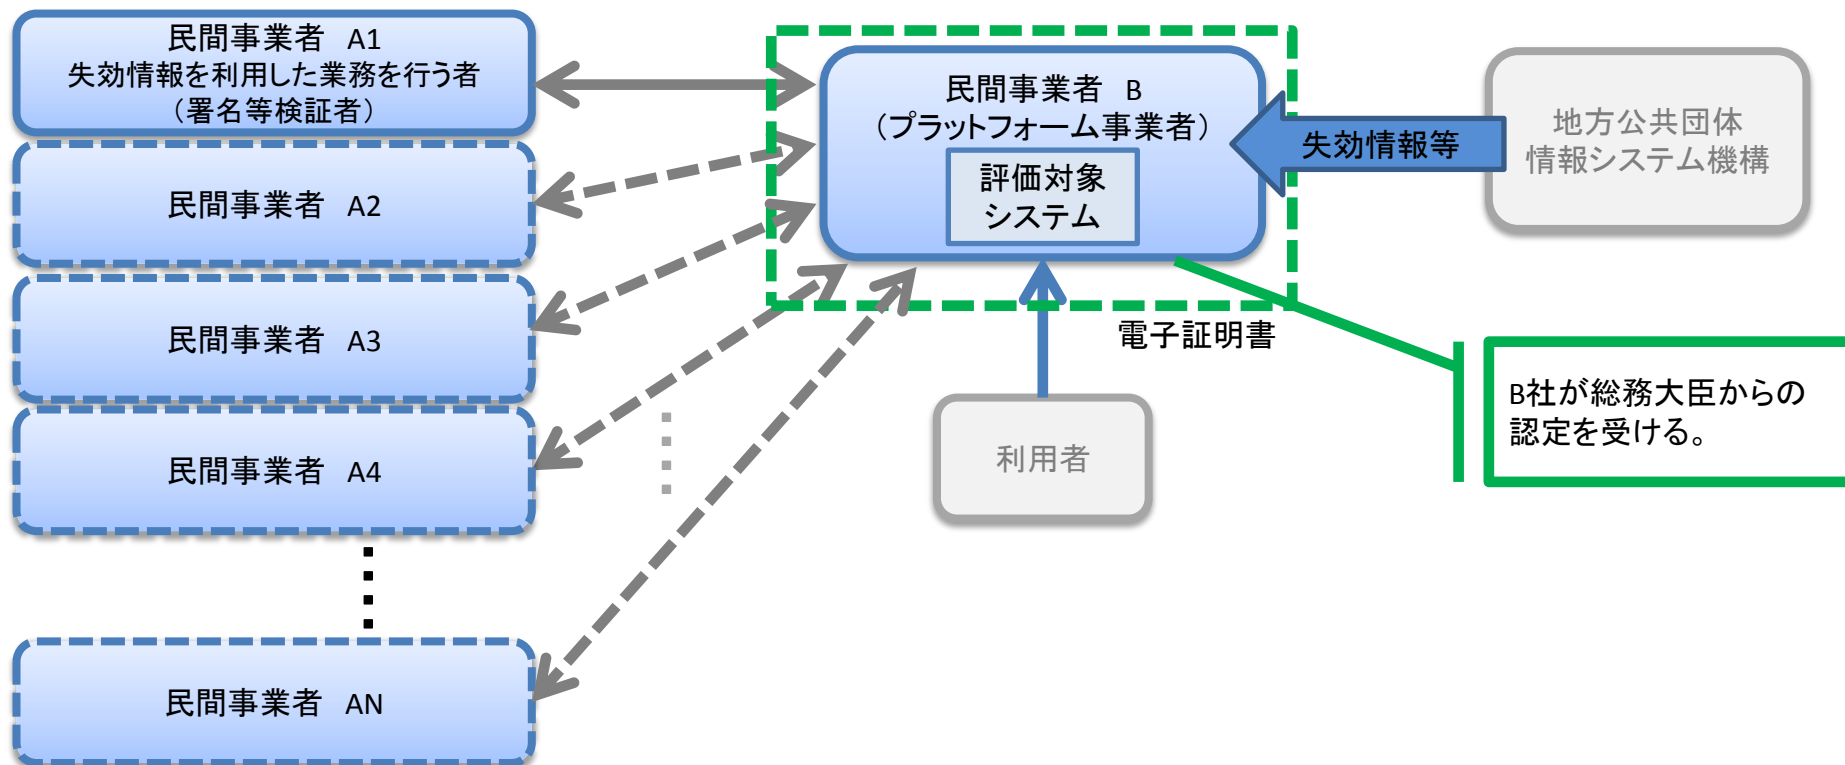 民間事業者 A1
失効情報を利用した業務を行う者
（署名等検証者）
民間事業者 A2
民間事業者 A3
民間事業者 A4
民間事業者 AN
民間事業者 B
（プラットフォーム事業者）
評価対象
システム
失効情報等
地方公共団体
情報システム機構
電子証明書
利用者
B社が総務大臣からの
認定を受ける。